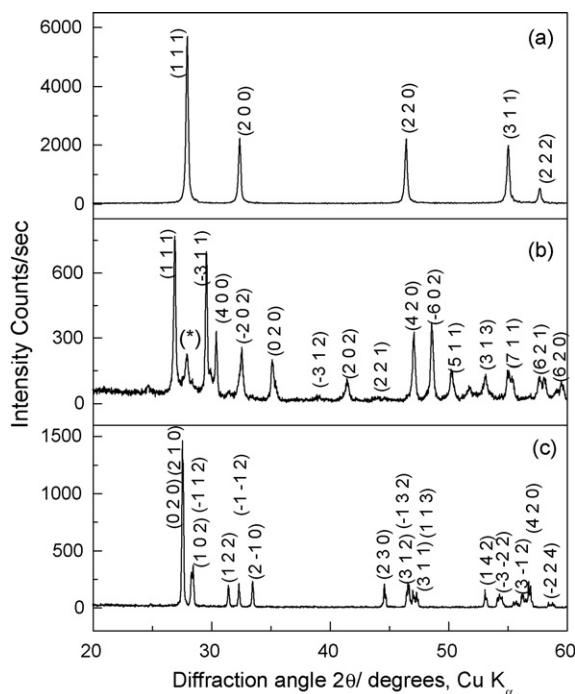 6000
4000
2000
0
(a)
(1 1 1)
(2 0 0)
(2 2 0)
(3 1 1)
(2 2 2)
Intensity Counts/sec
600
300
0
(b)
(1 1 1)
(*)
(-3 1 1)
(4 0 0)
(-2 0 2)
(0 2 0)
(-3 1 2)
(2 0 2)
(2 2 1)
(4 2 0)
(-6 0 2)
(5 1 1)
(3 1 3)
(7 1 1)
(6 2 1)
(6 2 0)
1500
1000
500
0
(c)
(0 2 0) (2 1 0)
(1 0 2) (-1 1 2)
(1 2 2)
(-1 -1 2)
(2 -1 0)
(2 3 0)
(3 1 2) (-1 3 2)
(3 1 1) (1 1 3)
(1 4 2)
(-3 -2 2)
(3 -1 2)
(4 2 0)
(-2 2 4)
20 30 40 50 60
Diffraction angle 2θ/ degrees, Cu Kα